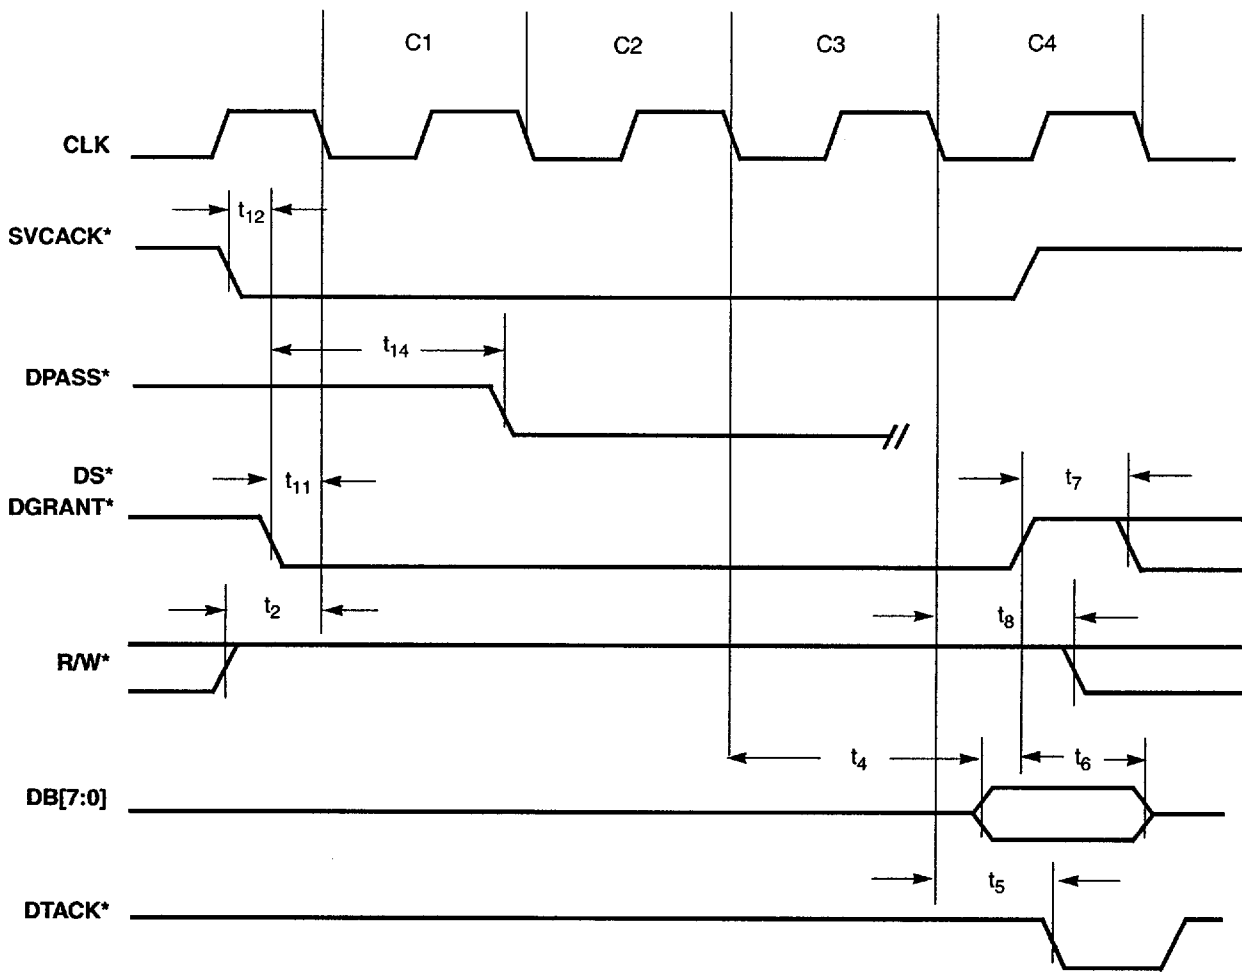 C1 C2 C3 C4
CLK
t12
SVCACK*
t14
DPASS*
DS*
t11
t7
DGRANT*
t2
t8
R/W*
t4
t6
DB[7:0]
t5
DTACK*